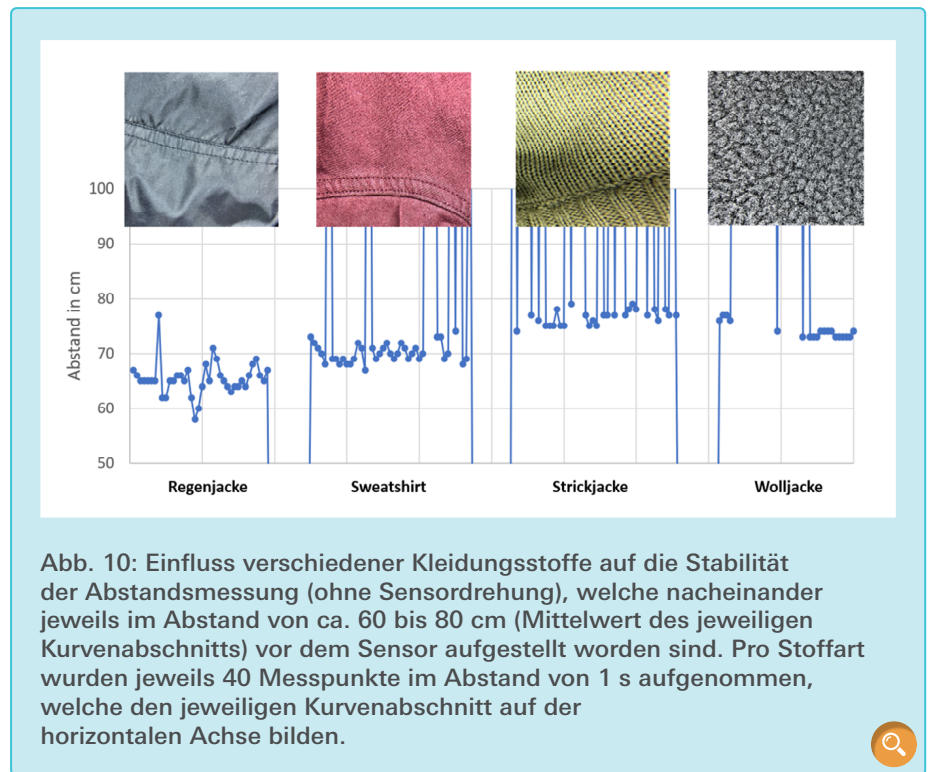 100
90
80
70
60
50
Abstand in cm
Regenjacke
Sweatshirt
Strickjacke
Wolljacke
Abb. 10: Einfluss verschiedener Kleidungsstoffe auf die Stabilität
der Abstandsmessung (ohne Sensordrehung), welche nacheinander
jeweils im Abstand von ca. 60 bis 80 cm (Mittelwert des jeweiligen
Kurvenabschnitts) vor dem Sensor aufgestellt worden sind. Pro Stoffart
wurden jeweils 40 Messpunkte im Abstand von 1 s aufgenommen,
welche den jeweiligen Kurvenabschnitt auf der
horizontalen Achse bilden.